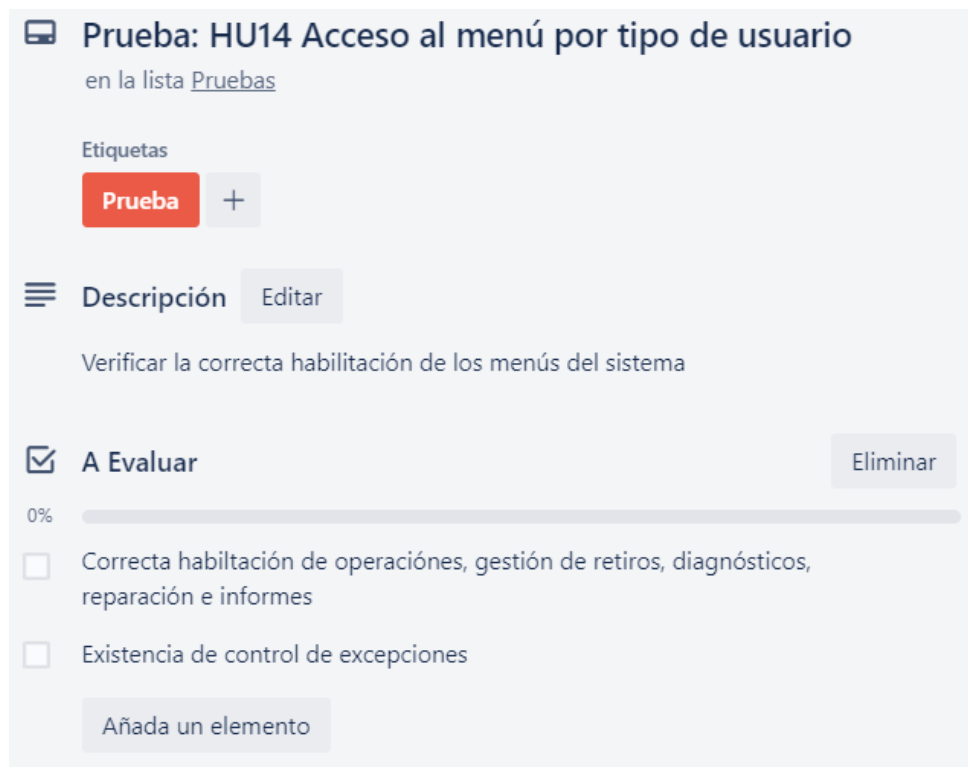 Prueba: HU14 Acceso al menú por tipo de usuario
en la lista Pruebas
Etiquetas
Prueba +
Descripción Editar
Verificar la correcta habilitación de los menús del sistema
A Evaluar Eliminar
0%
Correcta habiltación de operaciónes, gestión de retiros, diagnósticos,
reparación e informes
Existencia de control de excepciones
Añada un elemento